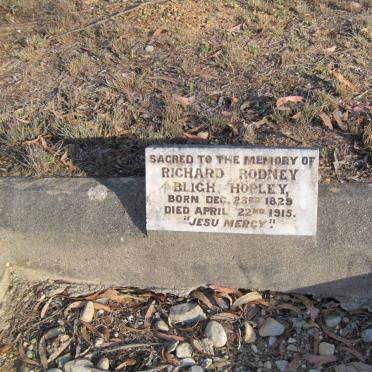 SACRED TO THE MEMORY OF
RICHARD RODNEY
BLIGH HOPLEY,
BORN DEC. 23RD 1829
DIED APRIL 22ND 1915.
"JESU MERCY".